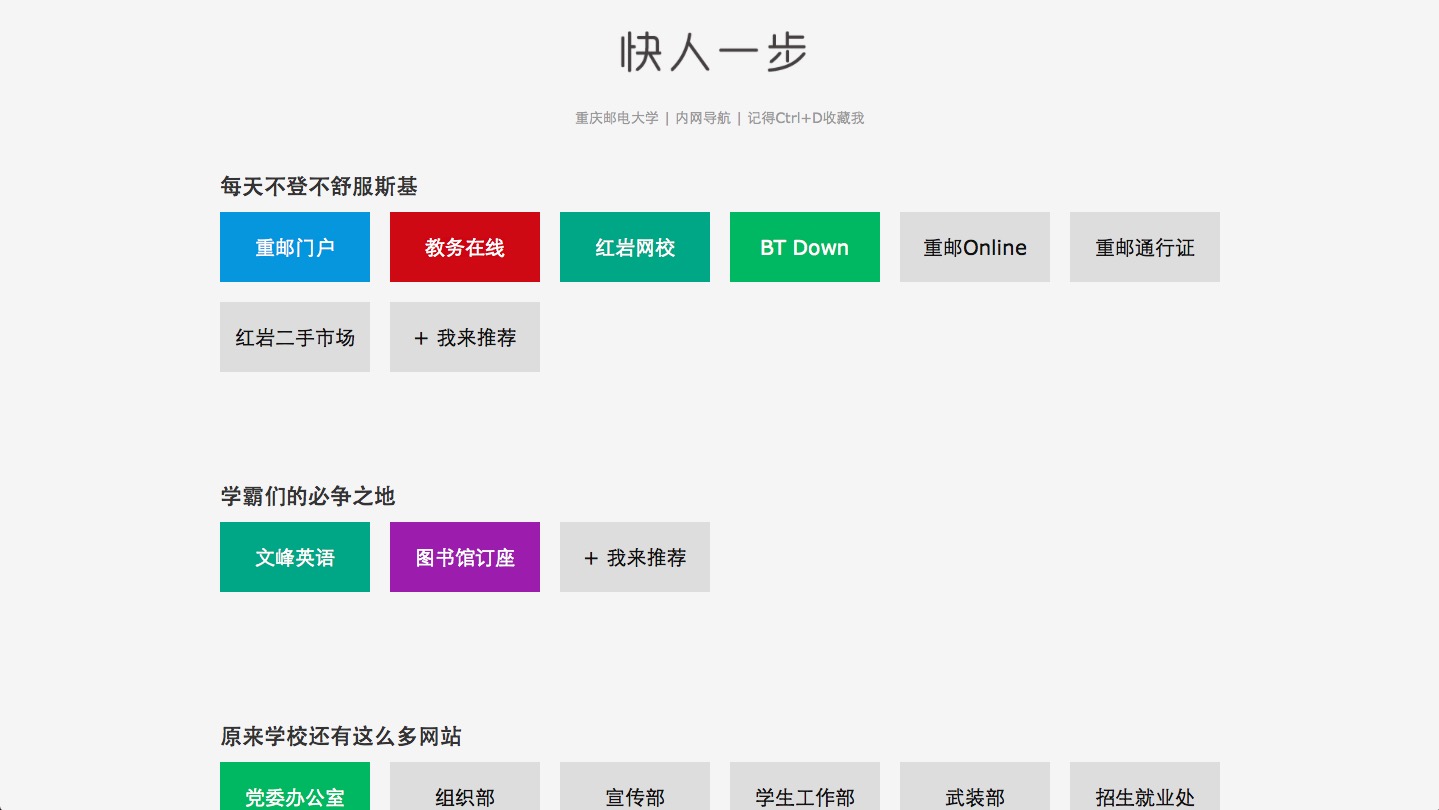 快人一步
重庆邮电大学 | 内网导航 | 记得Ctrl+D收藏我
每天不登不舒服斯基
重邮门户 教务在线 红岩网校 BT Down 重邮Online 重邮通行证
红岩二手市场 + 我来推荐
学霸们的必争之地
文峰英语 图书馆订座 + 我来推荐
原来学校还有这么多网站
党委办公室 组织部 宣传部 学生工作部 武装部 招生就业处